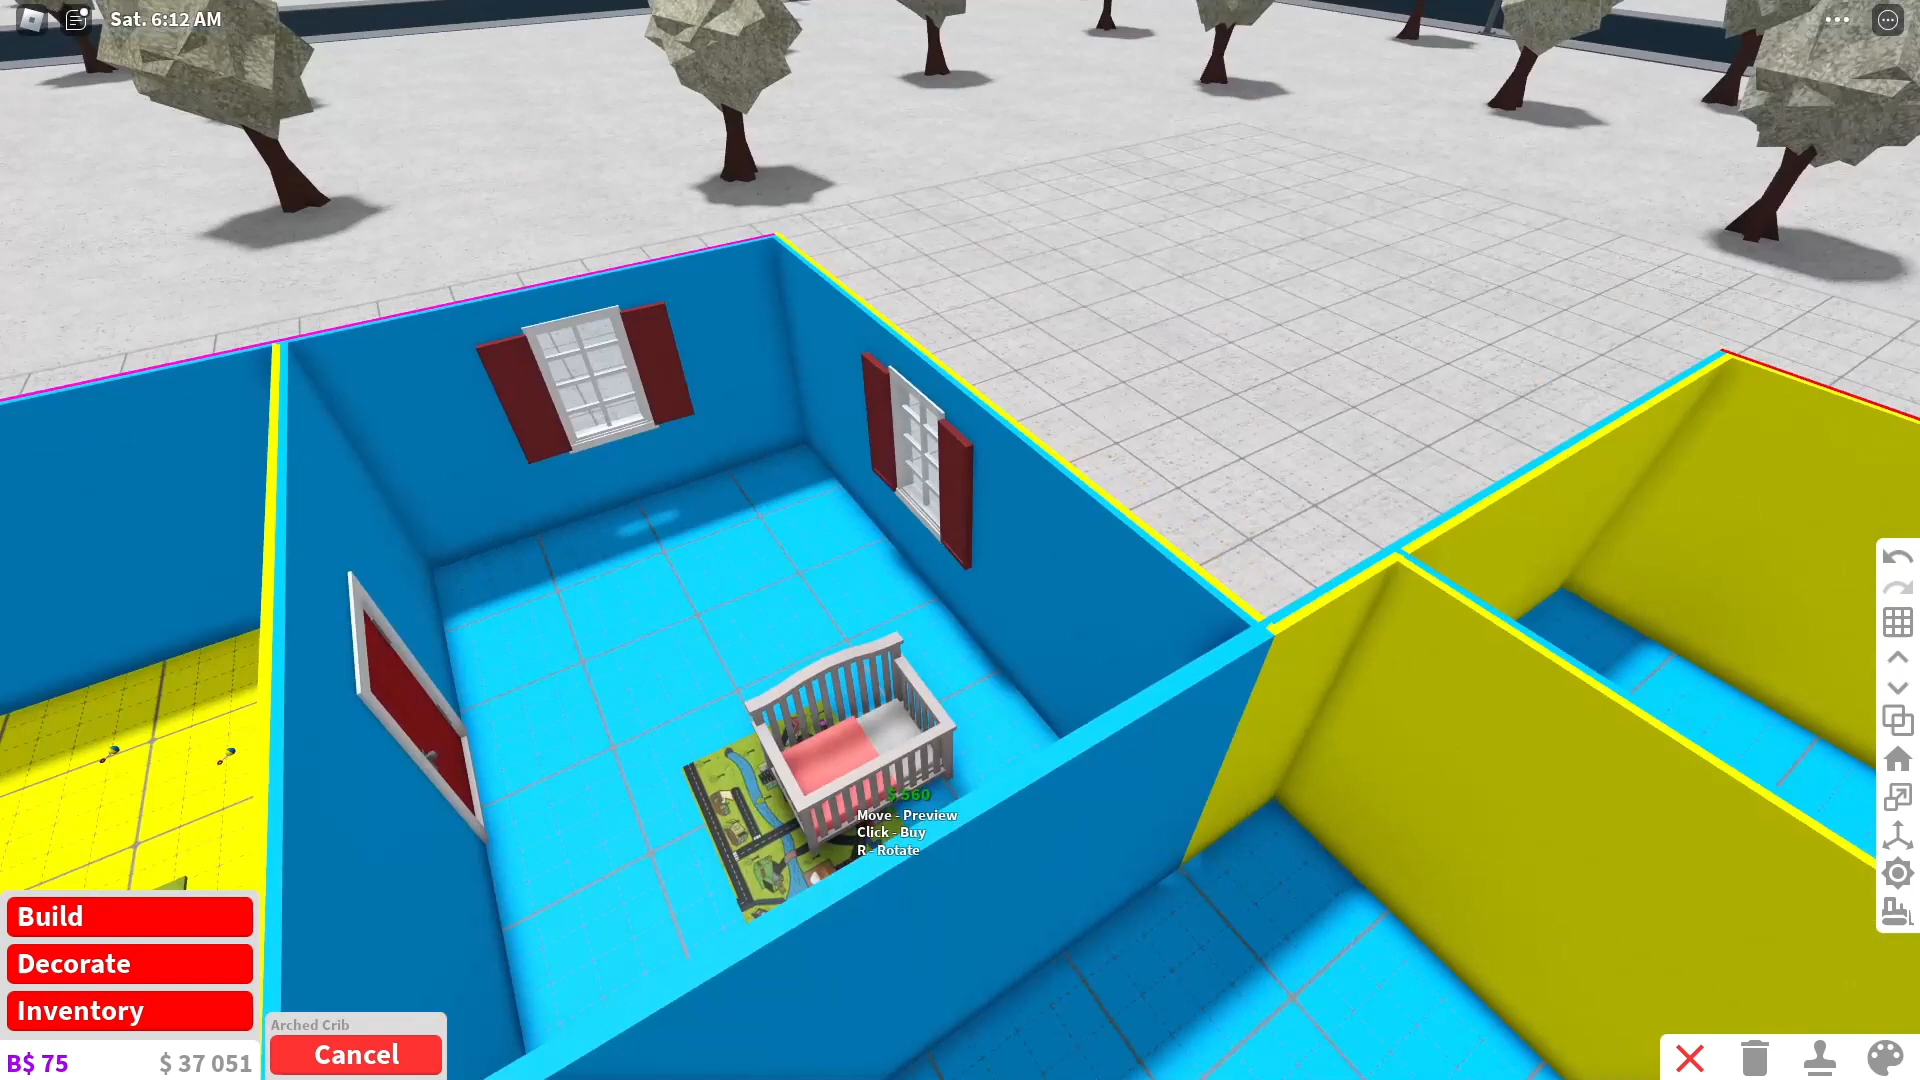 Sat. 6:12 AM
$ 560
Move - Preview
Click - Buy
R - Rotate
Build
Decorate
Inventory
B$ 75
$ 37 051
Arched Crib
Cancel